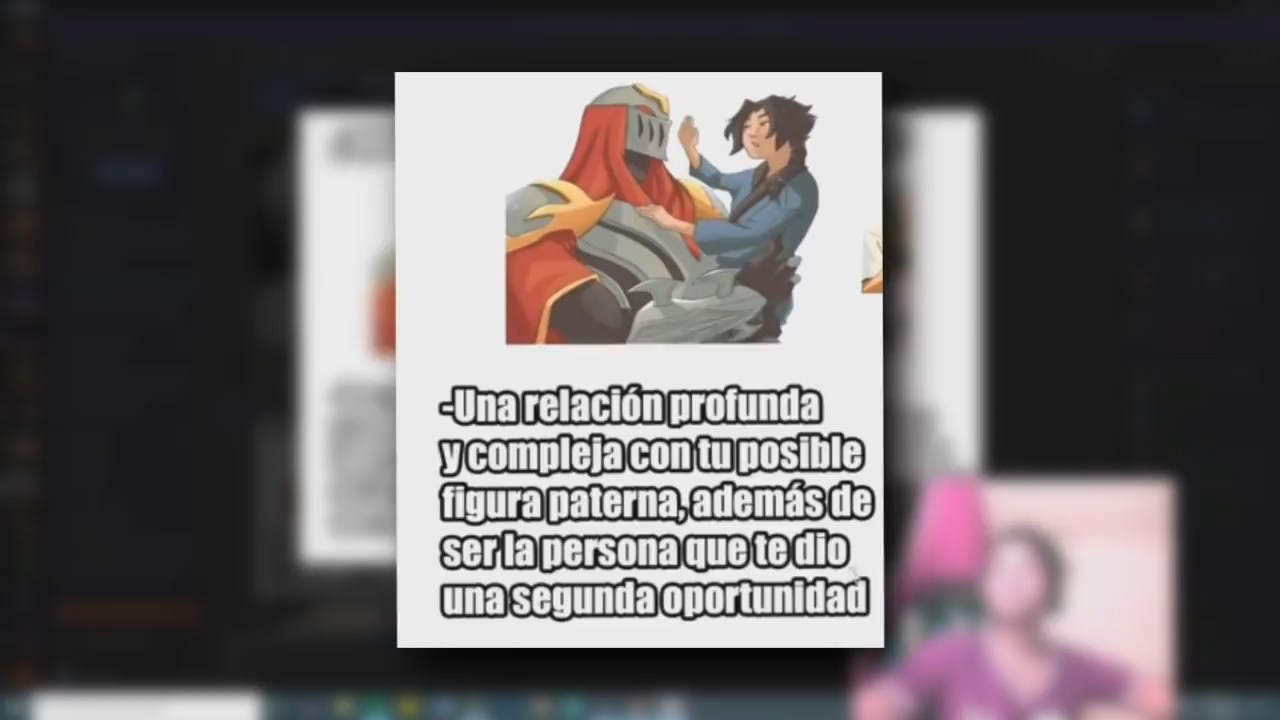 -Una relación profunda
y compleja con tu posible
figura paterna, además de
ser la persona que te dio
una segunda oportunidad